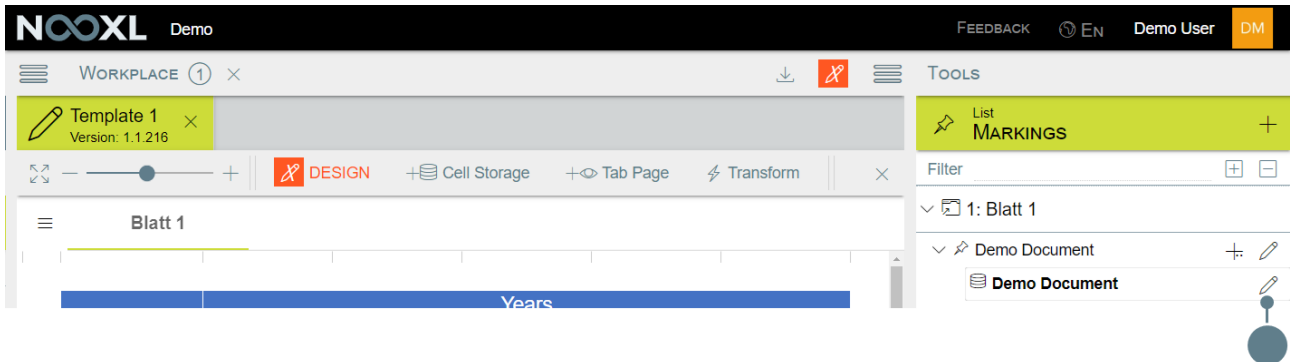 NOOXL Demo FEEDBACK EN Demo User DM
WORKPLACE 1 TOOLS
Template 1
Version: 1.1.216
List
MARKINGS
DESIGN + Cell Storage + Tab Page Transform
Filter
Blatt 1
1: Blatt 1
Demo Document
Demo Document
Years